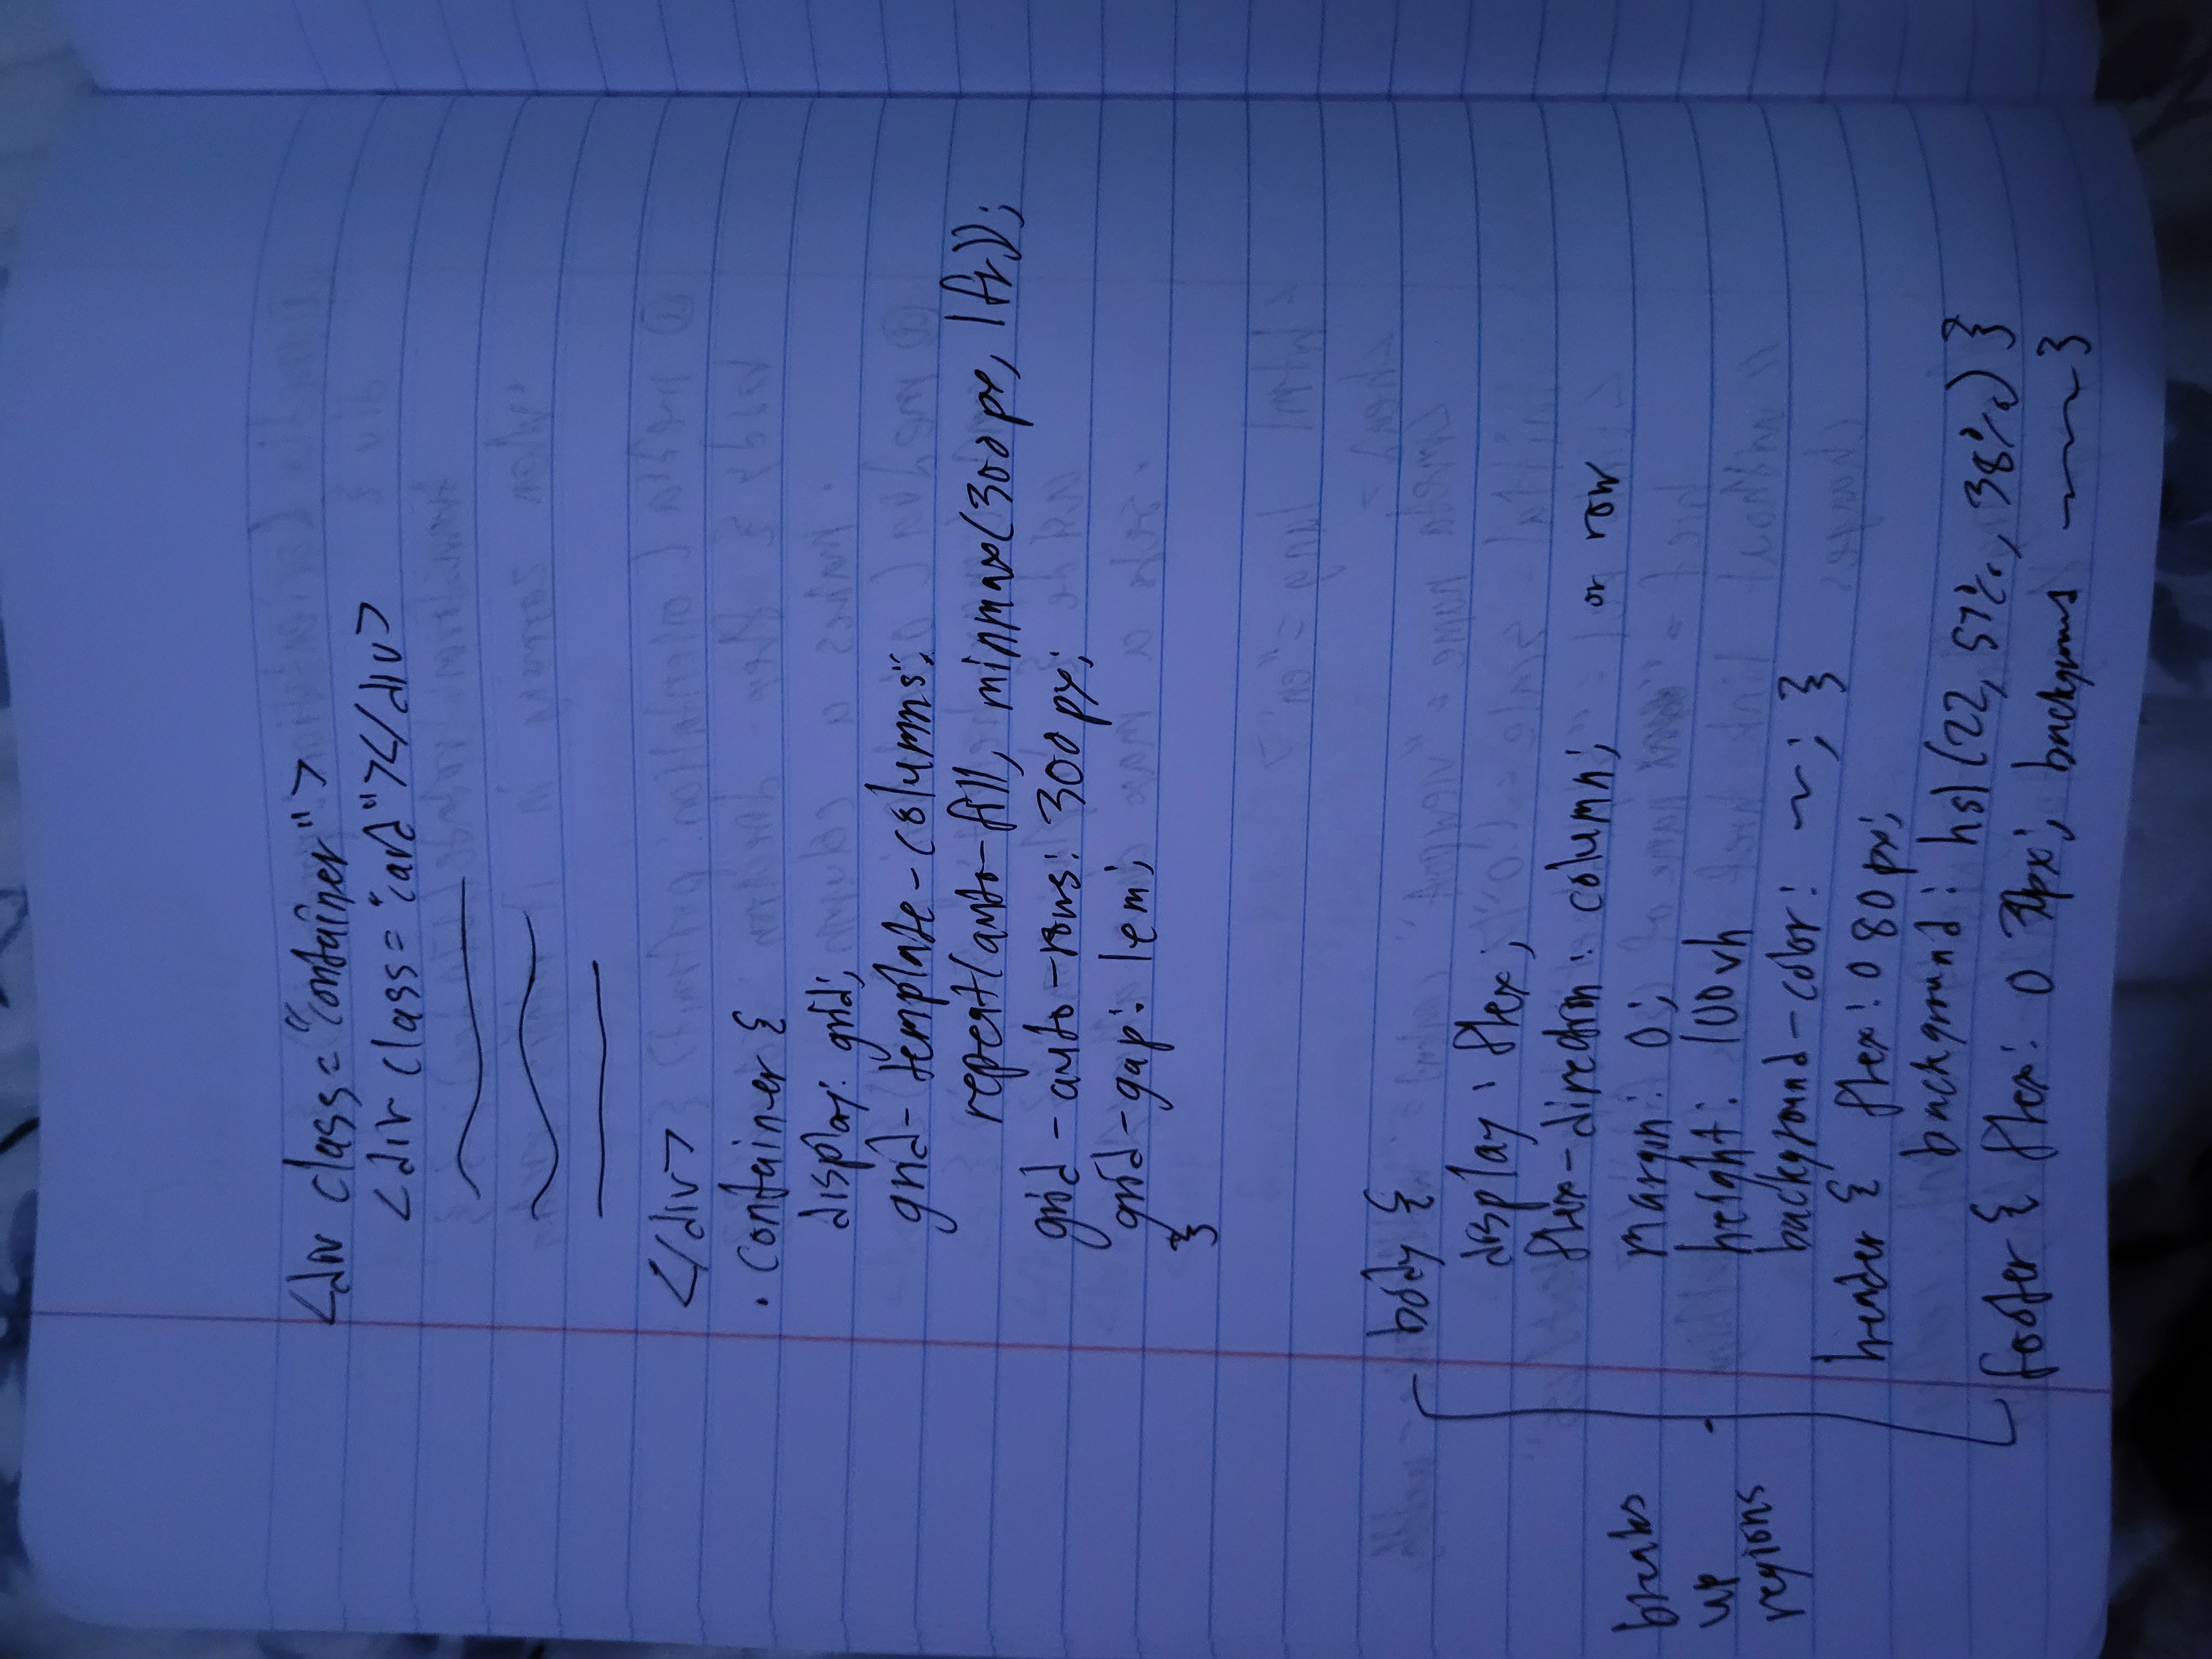 <div class="container">
<div class="card"></div>
</div>
.container {
display: grid;
grid-template-columns:
repeat(auto-fill, minmax(300px, 1fr));
grid-auto-rows: 300px;
grid-gap: 1em;
}
body {
display: flex;
flex-direction: column; or row
margin: 0;
height: 100vh
background-color: ~; }
header { flex: 0 80px;
background: hsl(22, 57%, 38%) }
footer { flex: 0 px; background }
breaks
up
regions